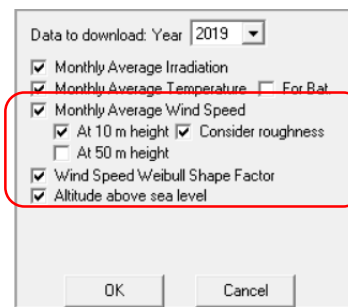 Data to download: Year 2019
Monthly Average Irradiation
Monthly Average Temperature For Bat.
Monthly Average Wind Speed
At 10 m height Consider roughness
At 50 m height
Wind Speed Weibull Shape Factor
Altitude above sea level
OK Cancel